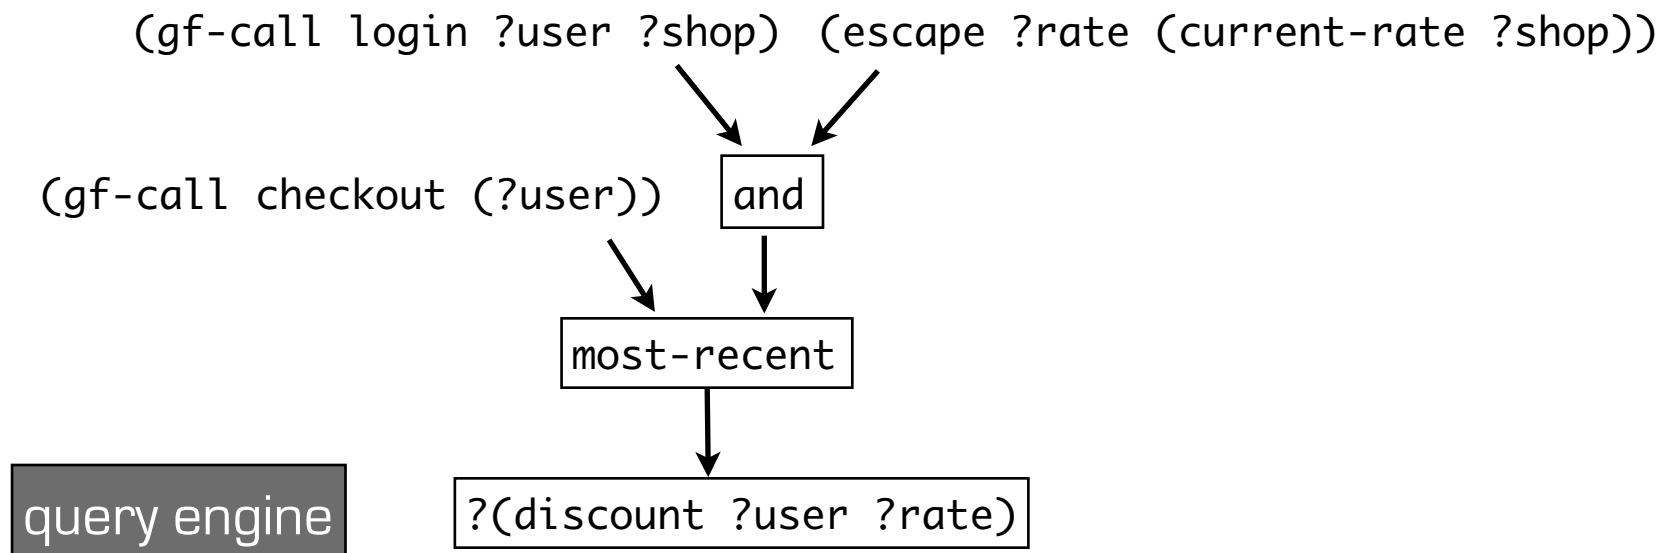 (gf-call login ?user ?shop) (escape ?rate (current-rate ?shop))
(gf-call checkout (?user))
and
most-recent
query engine
?(discount ?user ?rate)